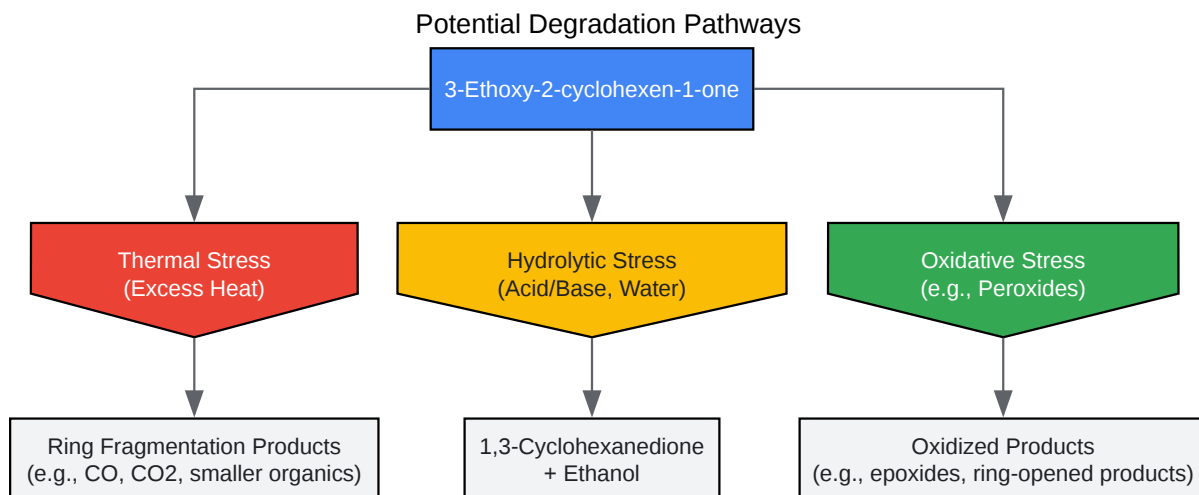 Potential Degradation Pathways
3-Ethoxy-2-cyclohexen-1-one
Thermal Stress
(Excess Heat)
Hydrolytic Stress
(Acid/Base, Water)
Oxidative Stress
(e.g., Peroxides)
Ring Fragmentation Products
(e.g., CO, CO2, smaller organics)
1,3-Cyclohexanedione
+ Ethanol
Oxidized Products
(e.g., epoxides, ring-opened products)